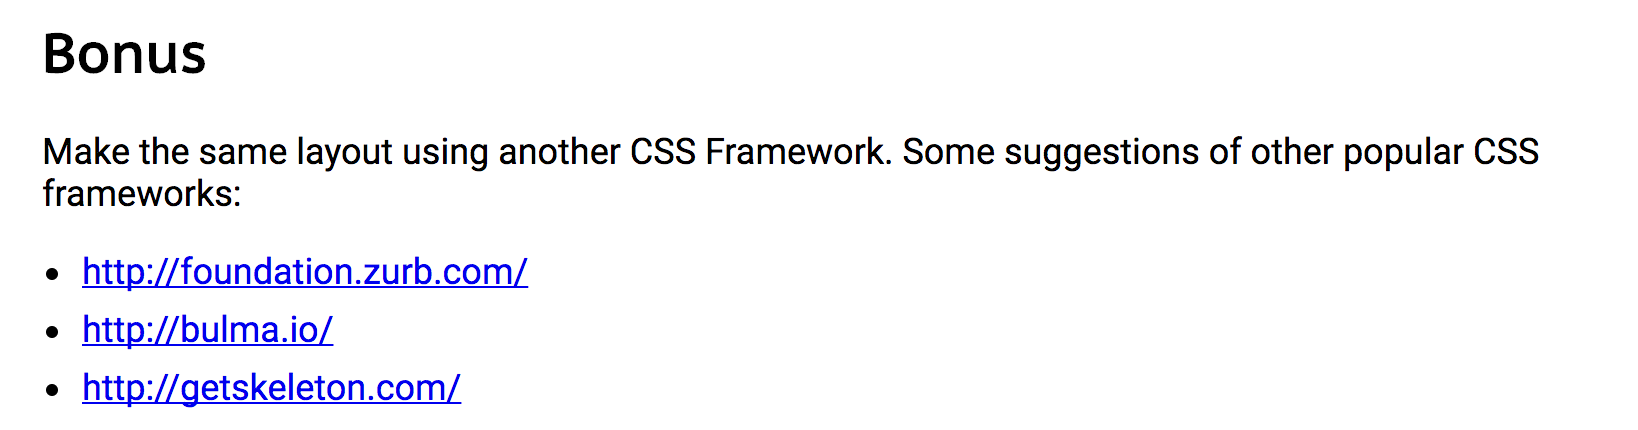 Bonus
Make the same layout using another CSS Framework. Some suggestions of other popular CSS
frameworks:
• http://foundation.zurb.com/
• http://bulma.io/
• http://getskeleton.com/